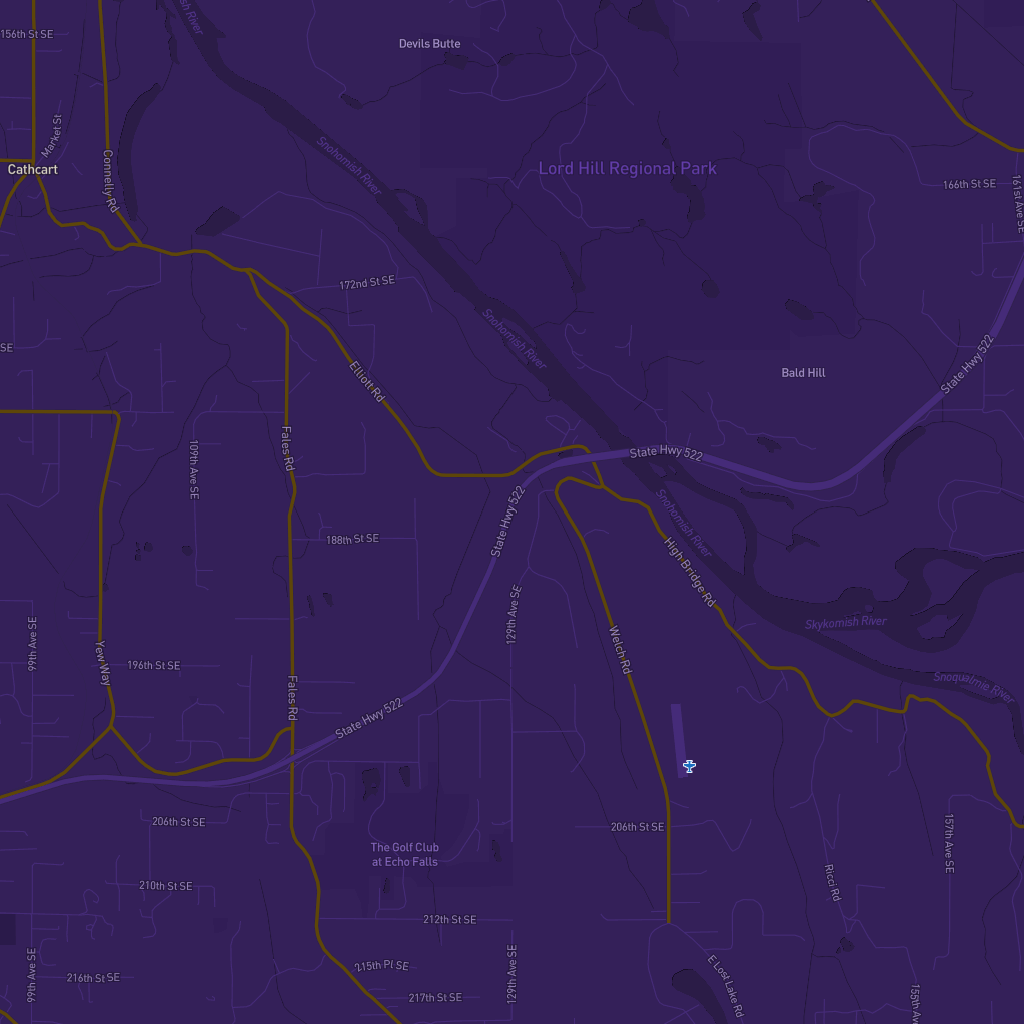 sh River
156th St SE
Devils Butte
Market St
Snohomish River
Connelly Rd
Cathcart
Lord Hill Regional Park
166th St SE
161st Ave SE
172nd St SE
Snohomish River
SE
Elliott Rd
Bald Hill
State Hwy 522
109th Ave SE
Fales Rd
State Hwy 522
State Hwy 522
Snohomish River
188th St SE
High Bridge Rd
99th Ave SE
129th Ave SE
Skykomish River
Welch Rd
Yew Way
196th St SE
Fales Rd
Snoqualmie River
State Hwy 522
206th St SE
206th St SE
157th Ave SE
The Golf Club
at Echo Falls
210th St SE
Ricci Rd
212th St SE
99th Ave SE
216th St SE
215th Pl SE
129th Ave SE
217th St SE
E Lost Lake Rd
155th Ave SE